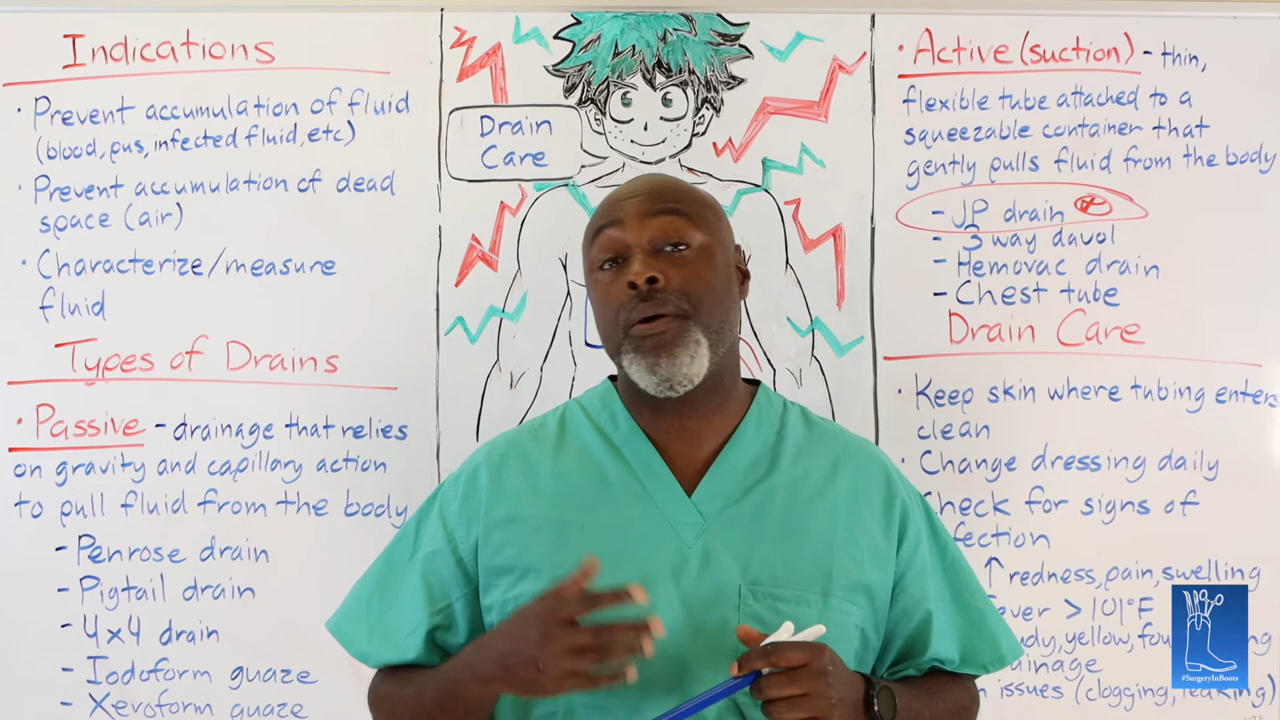 Indications
• Prevent accumulation of fluid
(blood, pus, infected fluid, etc)
• Prevent accumulation of dead
space (air)
• Characterize/measure
fluid
Types of Drains
• Passive - drainage that relies
on gravity and capillary action
to pull fluid from the body
- Penrose drain
- Pigtail drain
- 4x4 drain
- Iodoform guaze
- Xeroform guaze
Drain
Care
• Active (suction) - thin,
flexible tube attached to a
squeezable container that
gently pulls fluid from the body
- JP drain
- 3 way davol
- Hemovac drain
- Chest tube
Drain Care
• Keep skin where tubing enters
clean
• Change dressing daily
heck for signs of
fection
↑ redness, pain, swelling
ever > 101°F
udy, yellow, fou
ainage
issues (clogging, leaking)
#SurgeryInBoots